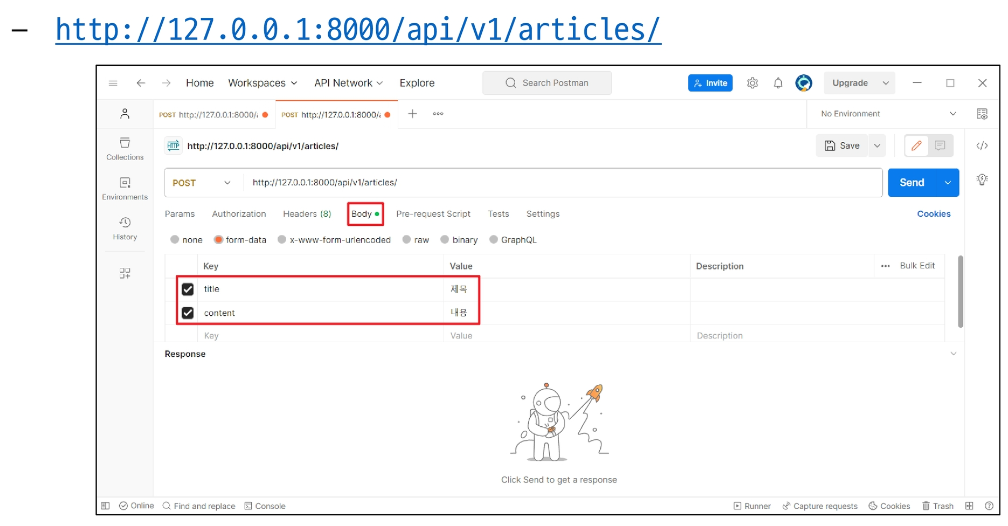 – http://127.0.0.1:8000/api/v1/articles/
Home Workspaces API Network Explore Search Postman Invite Upgrade
POST http://127.0.0.1:8000/ POST http://127.0.0.1:8000/ No Environment
HTTP http://127.0.0.1:8000/api/v1/articles/ Save
Collections
POST http://127.0.0.1:8000/api/v1/articles/ Send
Environments
Params Authorization Headers (8) Body Pre-request Script Tests Settings Cookies
History
none form-data x-www-form-urlencoded raw binary GraphQL
Key Value Description Bulk Edit
title 제목
content 내용
Key Value Description
Response
Click Send to get a response
Online Find and replace Console Runner Capture requests Cookies Trash